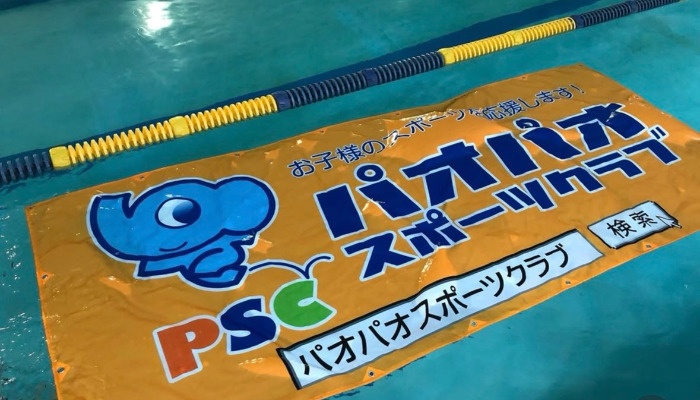 お子様のスポーツを応援します!
パオパオ
スポーツクラブ
PSC
パオパオスポーツクラブ 検索